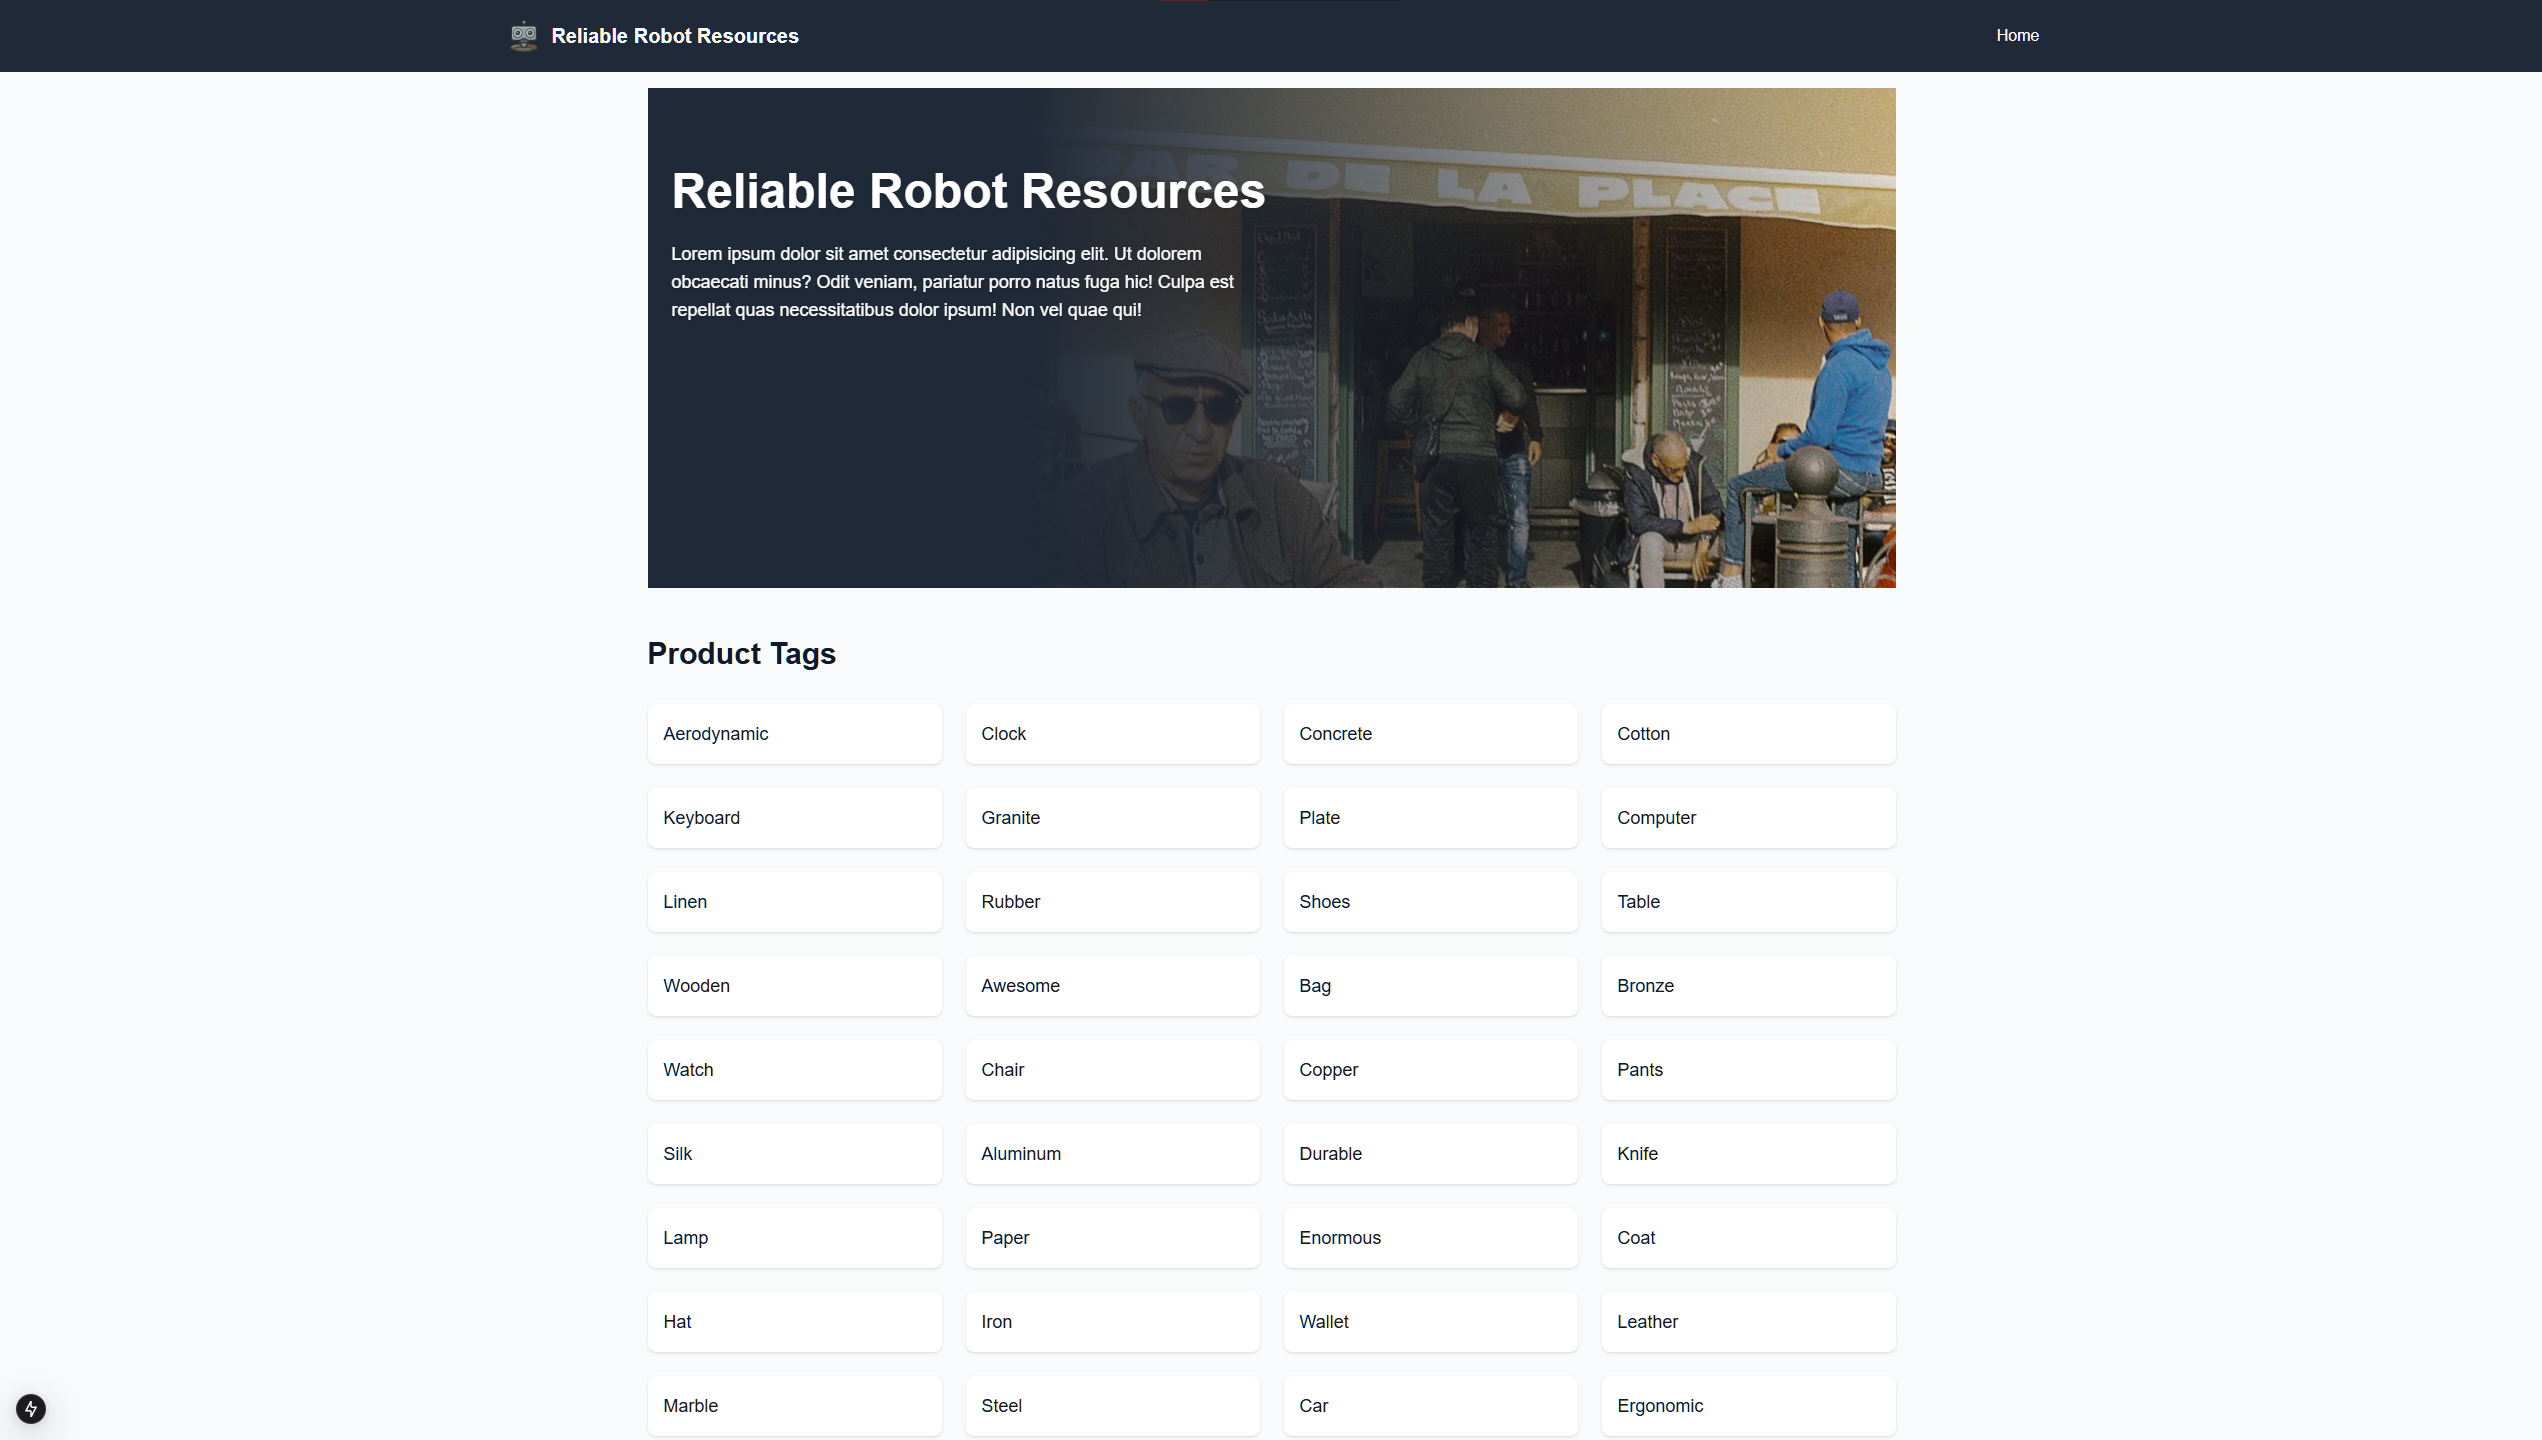 Reliable Robot Resources
Home
BAR DE LA PLACE
Reliable Robot Resources
Lorem ipsum dolor sit amet consectetur adipisicing elit. Ut dolorem
obcaecati minus? Odit veniam, pariatur porro natus fuga hic! Culpa est
repellat quas necessitatibus dolor ipsum! Non vel quae qui!
Product Tags
Aerodynamic
Clock
Concrete
Cotton
Keyboard
Granite
Plate
Computer
Linen
Rubber
Shoes
Table
Wooden
Awesome
Bag
Bronze
Watch
Chair
Copper
Pants
Silk
Aluminum
Durable
Knife
Lamp
Paper
Enormous
Coat
Hat
Iron
Wallet
Leather
Marble
Steel
Car
Ergonomic